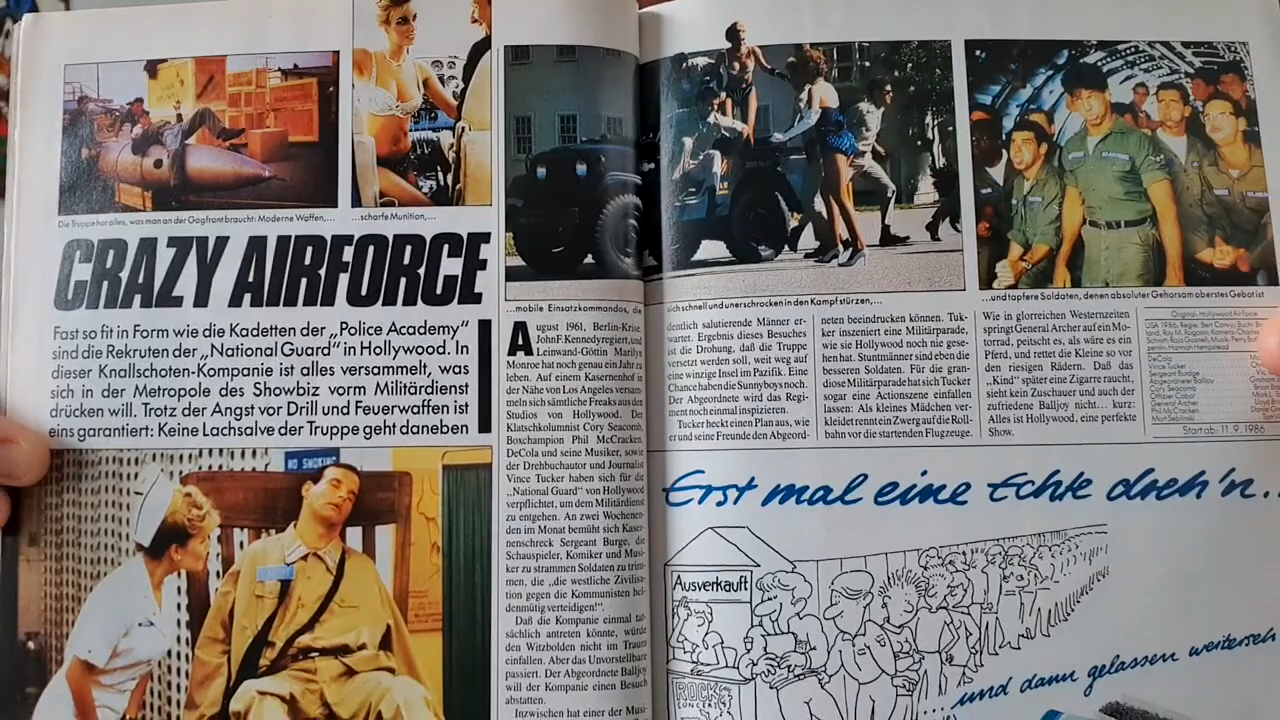 Die Truppe hat alles, was man an der Gagfront braucht: Moderne Waffen,...
...scharfe Munition,...
CRAZY AIRFORCE
Fast so fit in Form wie die Kadetten der „Police Academy"
sind die Rekruten der „National Guard" in Hollywood. In
dieser Knallschoten-Kompanie ist alles versammelt, was
sich in der Metropole des Showbiz vorm Militärdienst
drücken will. Trotz der Angst vor Drill und Feuerwaffen ist
eins garantiert: Keine Lachsalve der Truppe geht daneben
NO SMOKING
...mobile Einsatzkommandos, die
sich schnell und unerschrocken in den Kampf stürzen,...
...und tapfere Soldaten, denen absoluter Gehorsam oberstes Gebot ist
August 1961, Berlin-Krise.
John F. Kennedy regiert, und
Leinwand-Göttin Marilyn
Monroe hat noch genau ein Jahr zu
leben. Auf einem Kasernenhof in
der Nähe von Los Angeles versam-
meln sich sämtliche Freaks aus den
Studios von Hollywood. Der
Klatschkolumnist Cory Seacomb,
Boxchampion Phil McCracken,
DeCola und seine Musiker, sowie
der Drehbuchautor und Journalist
Vince Tucker haben sich für die
„National Guard" von Hollywood
verpflichtet, um dem Militärdienst
zu entgehen. An zwei Wochenen-
den im Monat bemüht sich Kaser-
nenschreck Sergeant Burge, die
Schauspieler, Komiker und Musi-
ker zu strammen Soldaten zu trim-
men, die „die westliche Zivilisa-
tion gegen die Kommunisten hel-
denmütig verteidigen!".
Daß die Kompanie einmal tat-
sächlich antreten könnte, würde
den Witzbolden nicht im Traum
einfallen. Aber das Unvorstellbare
passiert. Der Abgeordnete Balljoy
will der Kompanie einen Besuch
abstatten.
Inzwischen hat einer der Musi-
dentlich salutierende Männer er-
wartet. Ergebnis dieses Besuches
ist die Drohung, daß die Truppe
versetzt werden soll, weit weg auf
eine winzige Insel im Pazifik. Eine
Chance haben die Sunnyboys noch.
Der Abgeordnete wird das Regi-
ment noch einmal inspizieren.
Tucker heckt einen Plan aus, wie
er und seine Freunde den Abgeord-
neten beeindrucken können. Tuk-
ker inszeniert eine Militärparade,
wie sie Hollywood noch nie gese-
hen hat. Stuntmänner sind eben die
besseren Soldaten. Für die gran-
diose Militärparade hat sich Tucker
sogar eine Actionszene einfallen
lassen: Als kleines Mädchen ver-
kleidet rennt ein Zwerg auf die Roll-
bahn vor die startenden Flugzeuge.
Wie in glorreichen Westernzeiten
springt General Archer auf ein Mo-
torrad, peitscht es, als wäre es ein
Pferd, und rettet die Kleine so vor
den riesigen Rädern. Daß das
„Kind" später eine Zigarre raucht,
sieht kein Zuschauer und auch der
zufriedene Balljoy nicht... kurz:
Alles ist Hollywood, eine perfekte
Show.
Original: Hollywood Airforce
USA 1986; Regie: Bert Convy; Buch:
DeCola
Vince Tucker
Sergeant Burge
Abgeordneter Balljoy
Cory Seacomb
Offizier Cabot
General Archer
Phil McCracken
Mort Seklinski
Start ab: 11.9.1986
Erst mal eine Echte dreh'n...
Ausverkauft
ROCK
CONCERT
...und dann gelassen weiterseh